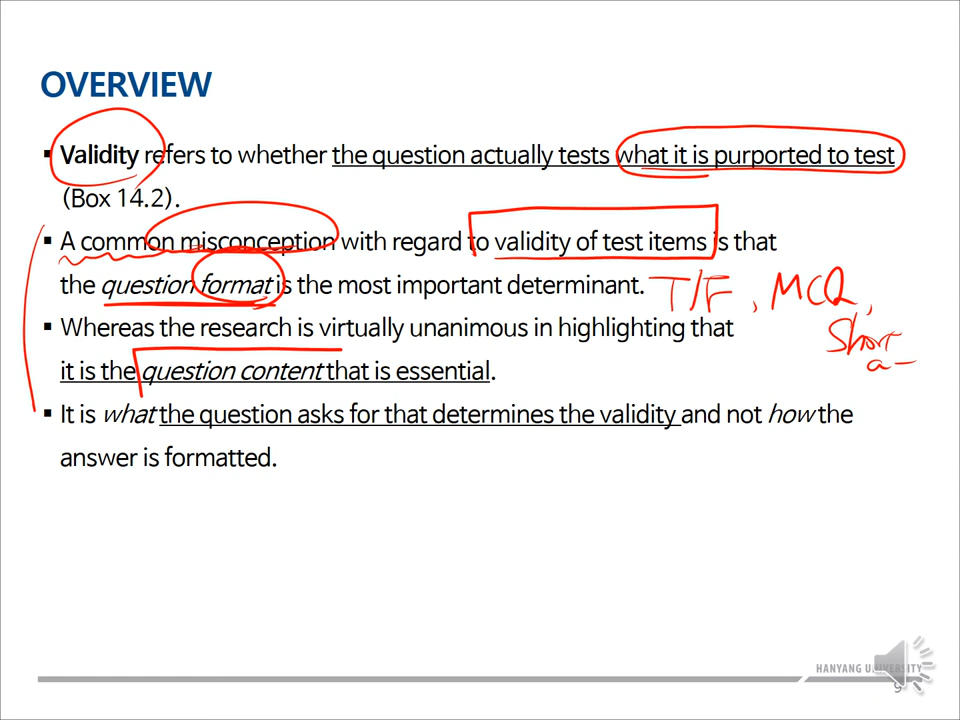 OVERVIEW
▪ Validity refers to whether the question actually tests what it is purported to test
(Box 14.2).
▪ A common misconception with regard to validity of test items is that
the question format is the most important determinant. T/F, MCQ,
short
a
▪ Whereas the research is virtually unanimous in highlighting that
it is the question content that is essential.
▪ It is what the question asks for that determines the validity and not how the
answer is formatted.
HANYANG UNIVERSITY
9